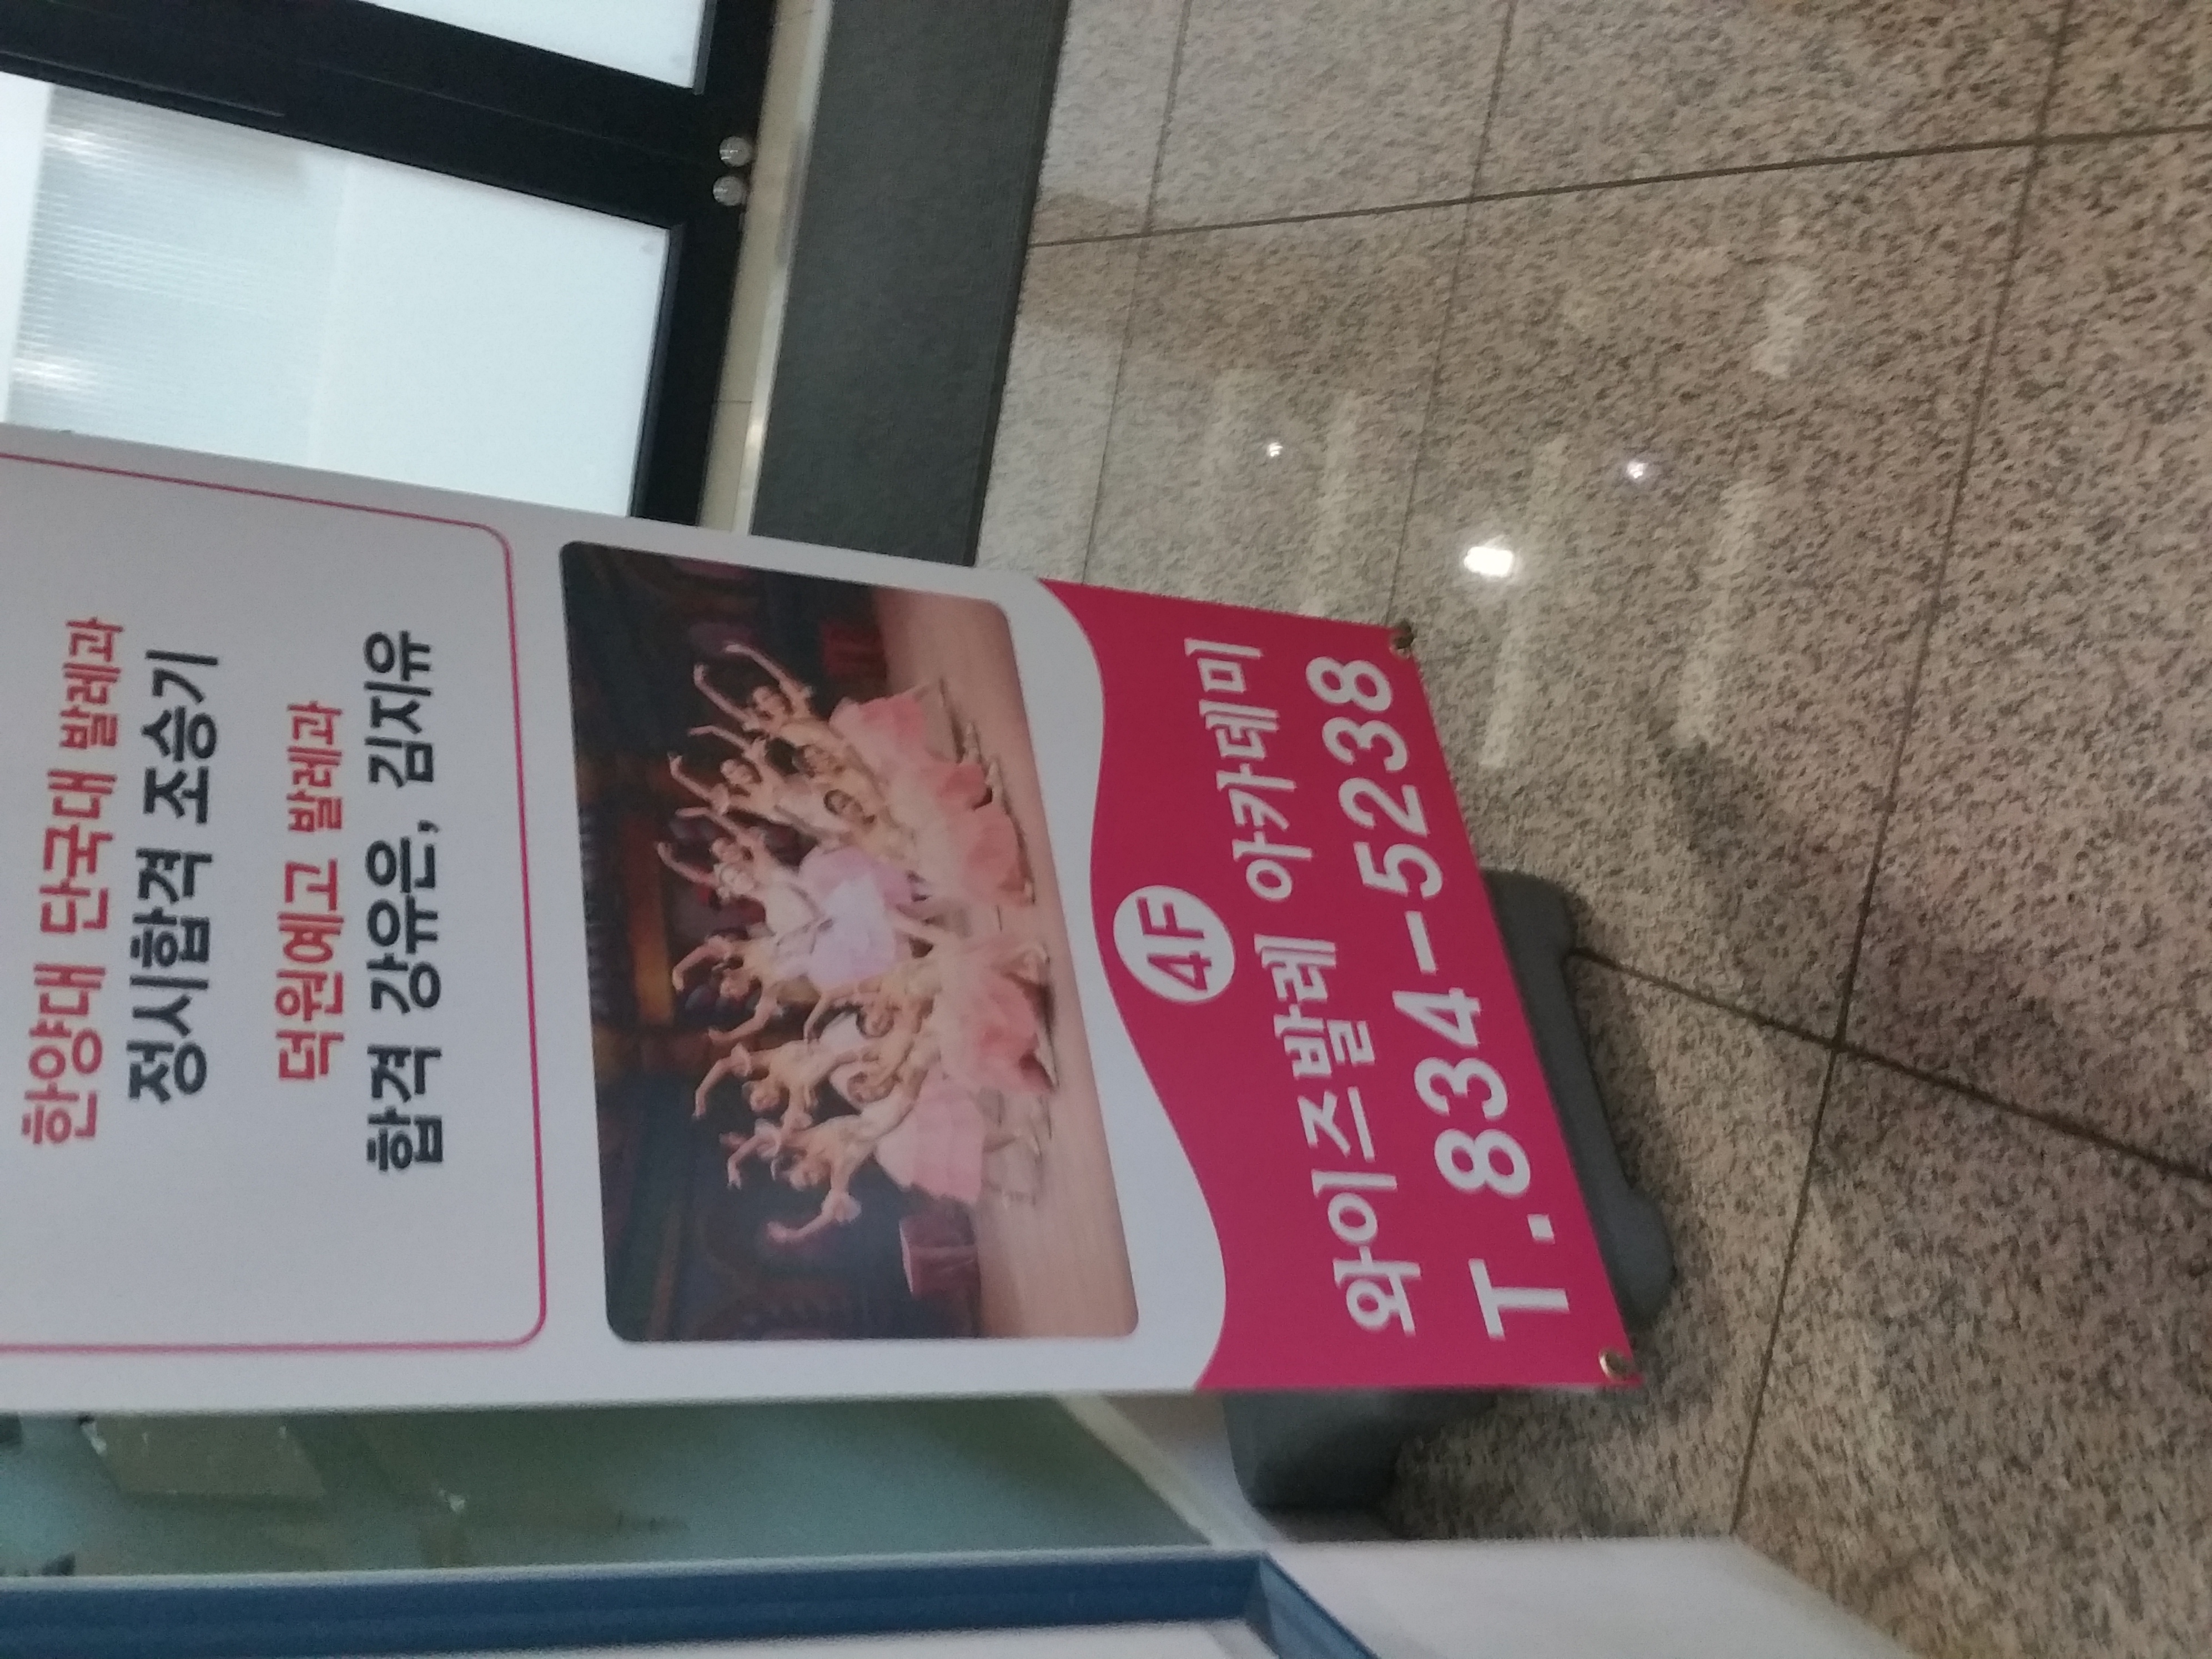 한양대 단국대 발레과
정시합격 조승기
덕원예고 발레과
합격 강유은, 김지유
4F
와이즈발레 아카데미
T.834-5238